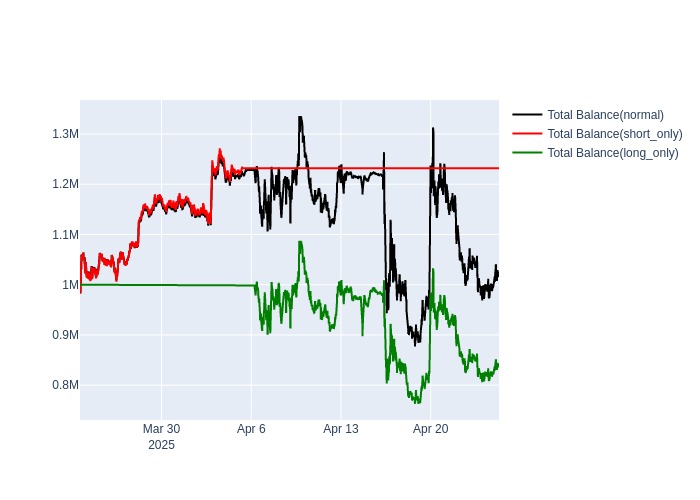 Total Balance(normal)
Total Balance(short_only)
Total Balance(long_only)
1.3M
1.2M
1.1M
1M
0.9M
0.8M
Mar 30
2025
Apr 6
Apr 13
Apr 20